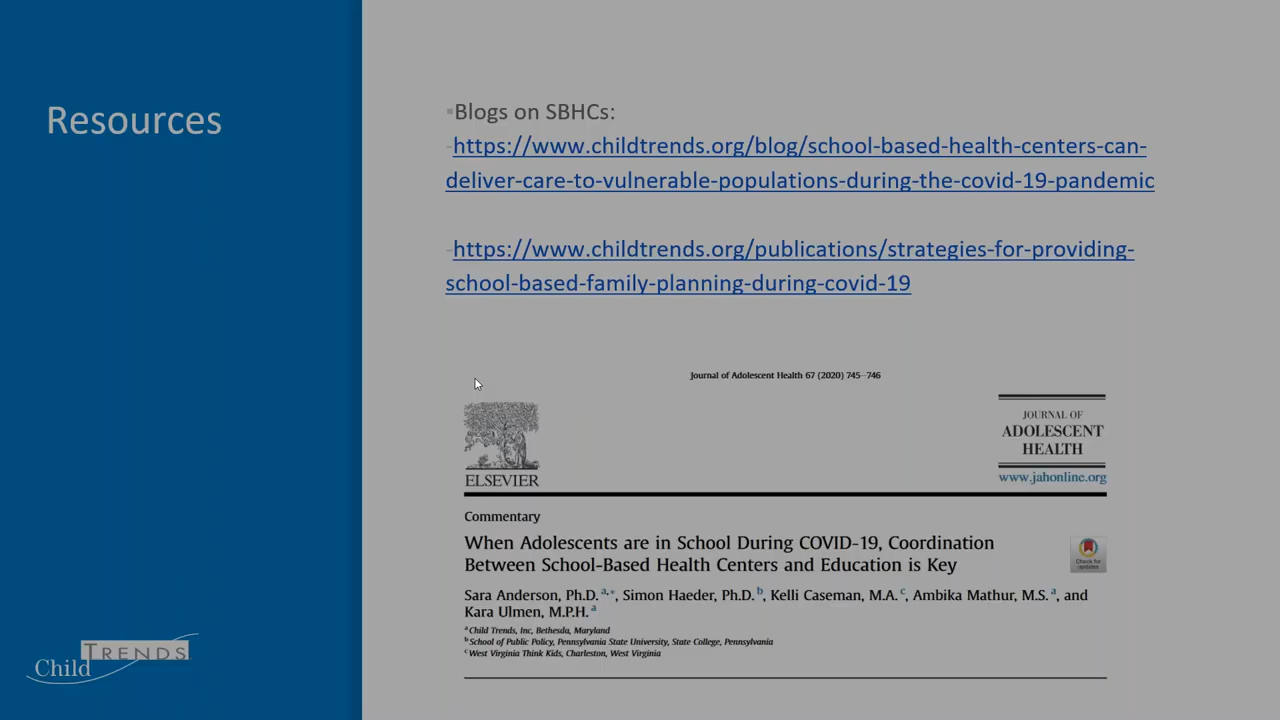 Resources
▪Blogs on SBHCs:
-https://www.childtrends.org/blog/school-based-health-centers-can-
deliver-care-to-vulnerable-populations-during-the-covid-19-pandemic
-https://www.childtrends.org/publications/strategies-for-providing-
school-based-family-planning-during-covid-19
Journal of Adolescent Health 67 (2020) 745–746
ELSEVIER
JOURNAL OF
ADOLESCENT
HEALTH
www.jahonline.org
Commentary
When Adolescents are in School During COVID-19, Coordination
Between School-Based Health Centers and Education is Key
Check for
updates
Sara Anderson, Ph.D. a,*, Simon Haeder, Ph.D. b, Kelli Caseman, M.A. c, Ambika Mathur, M.S. a, and
Kara Ulmen, M.P.H. a
a Child Trends, Inc, Bethesda, Maryland
b School of Public Policy, Pennsylvania State University, State College, Pennsylvania
c West Virginia Think Kids, Charleston, West Virginia
Child TRENDS